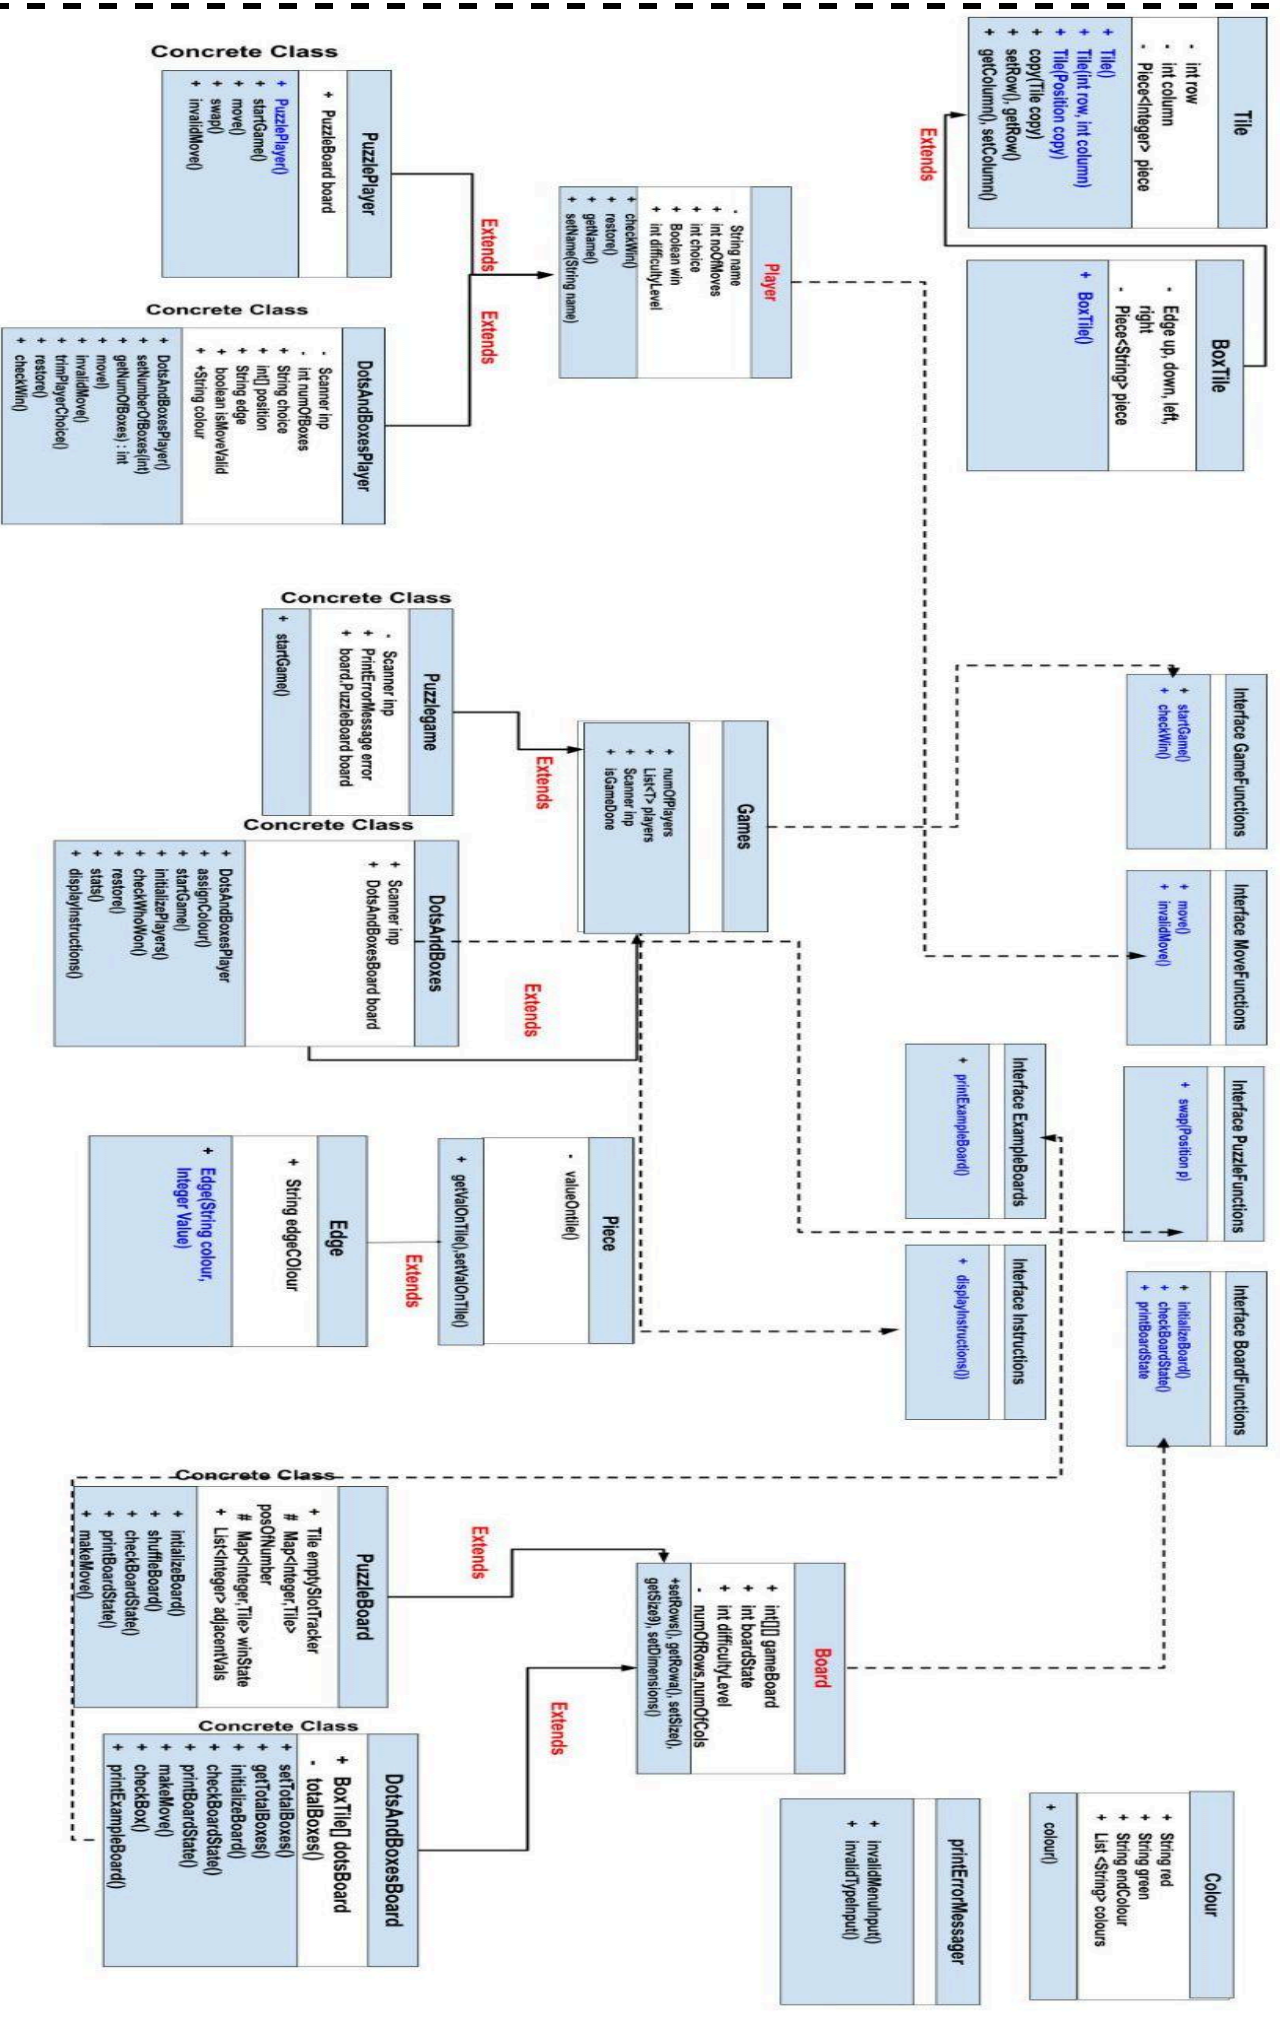 Tile
- int row
- int column
- Piece<Integer> piece
+ Tile()
+ Tile(int row, int column)
+ Tile(Position copy)
+ copy(Tile copy)
+ setRow(), getRow()
+ getColumn(), setColumn()
Extends
BoxTile
- Edge up, down, left,
right
- Piece<String> piece
+ BoxTile()
Interface GameFunctions
+ startGame()
+ checkWin()
Interface MoveFunctions
+ move()
+ invalidMove()
Interface PuzzleFunctions
+ swap(Position p)
Interface BoardFunctions
+ initializeBoard()
+ checkBoardState()
+ printBoardState
Colour
+ String red
+ String green
+ String endColour
+ List <String> colours
+ colour()
Interface ExampleBoards
+ printExampleBoard()
Interface Instructions
+ displayInstructions())
printErrorMessager
+ invalidMenuInput()
+ invalidTypeInput()
Player
- String name
+ int noOfMoves
+ int choice
+ Boolean win
+ int difficultyLevel
+ checkWin()
+ restore()
+ getName()
+ setName(String name)
Games
+ numOfPlayers
+ List<T> players
+ Scanner inp
+ isGameDone
Piece
- valueOntile()
+ getValOnTile(),setValOnTIle()
Board
+ int[][] gameBoard
+ int boardState
+ int difficultyLevel
- numOfRows,numOfCols
+setRows(), getRowa(), setSize(),
getSize9), setDimensions()
Extends
Extends
Extends
Extends
Extends
Extends
Extends
Concrete Class
PuzzlePlayer
+ PuzzleBoard board
+ PuzzlePlayer()
+ startGame()
+ move()
+ swap()
+ invalidMove()
Concrete Class
DotsAndBoxesPlayer
- Scanner inp
- int numOfBoxes
+ String choice
+ int[] position
+ String edge
+ boolean isMoveValid
+ +String colour
+ DotsAndBoxesPlayer()
+ setNumberOfBoxes(int)
+ getNumOfBoxes) : int
+ move()
+ invalidMove()
+ trimPlayerChoice()
+ restore()
+ checkWin()
Concrete Class
Puzzlegame
- Scanner inp
+ PrintErrorMessage error
+ board.PuzzleBoard board
+ startGame()
Concrete Class
DotsAndBoxes
+ Scanner inp
+ DotsAndBoxesBoard board
+ DotsAndBoxesPlayer
+ assignColour()
+ startGame()
+ initializePlayers()
+ checkWhoWon()
+ restore()
+ stats()
+ displayInstructions()
Edge
+ String edgeCOlour
+ Edge(String colour,
Integer Value)
Concrete Class
PuzzleBoard
+ Tile emptySlotTracker
# Map<Integer,Tile>
posOfNumber
# Map<Integer,Tile> winState
+ List<Integer> adjacentVals
+ intializeBoard()
+ shuffleBoard()
+ checkBoardState()
+ printBoardState()
+ makeMove()
Concrete Class
DotsAndBoxesBoard
+ BoxTile[] dotsBoard
- totalBoxes()
+ setTotalBoxes()
+ getTotalBoxes()
+ initializeBoard()
+ checkBoardState()
+ printBoardState()
+ makeMove()
+ checkBox()
+ printExampleBoard()